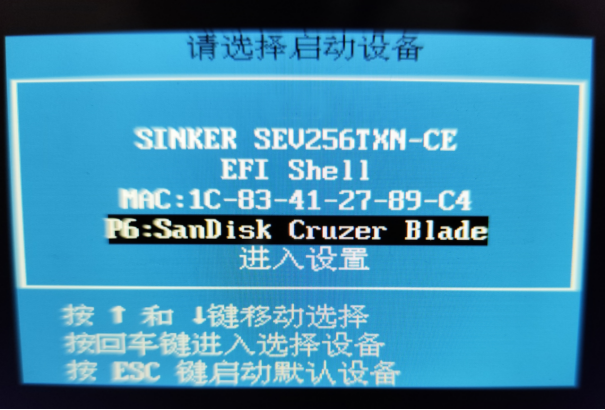 请选择启动设备
SINKER SEV256TXN-CE
EFI Shell
MAC:1C-83-41-27-89-C4
P6:SanDisk Cruzer Blade
进入设置
按 ↑ 和 ↓键移动选择
按回车键进入选择设备
按 ESC 键启动默认设备